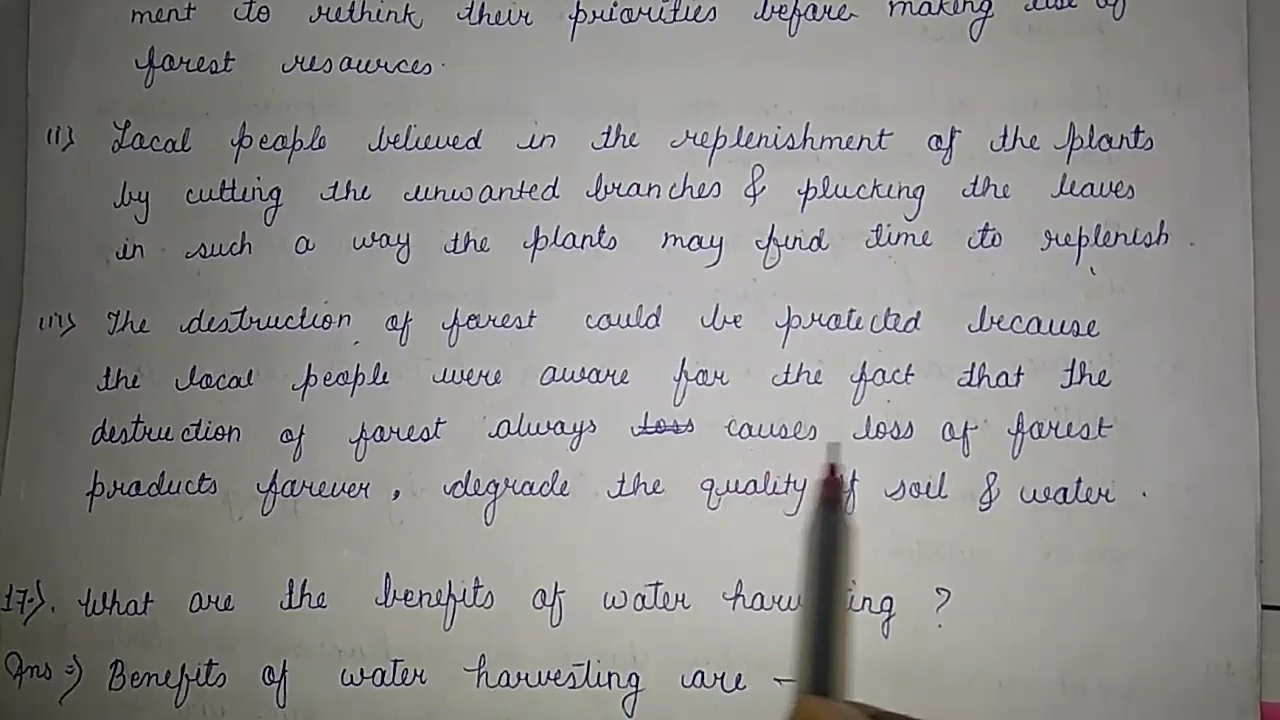 ment to rethink their priorities before making use of
forest resources.
(ii) Local people believed in the replenishment of the plants
by cutting the unwanted branches & plucking the leaves
in such a way the plants may find time to replenish.
(iii) The destruction of forest could be protected because
the local people were aware for the fact that the
destruction of forest always loss causes loss of forest
products forever, degrade the quality of soil & water.
17.) What are the benefits of water harvesting ?
Ans => Benefits of water harvesting are -